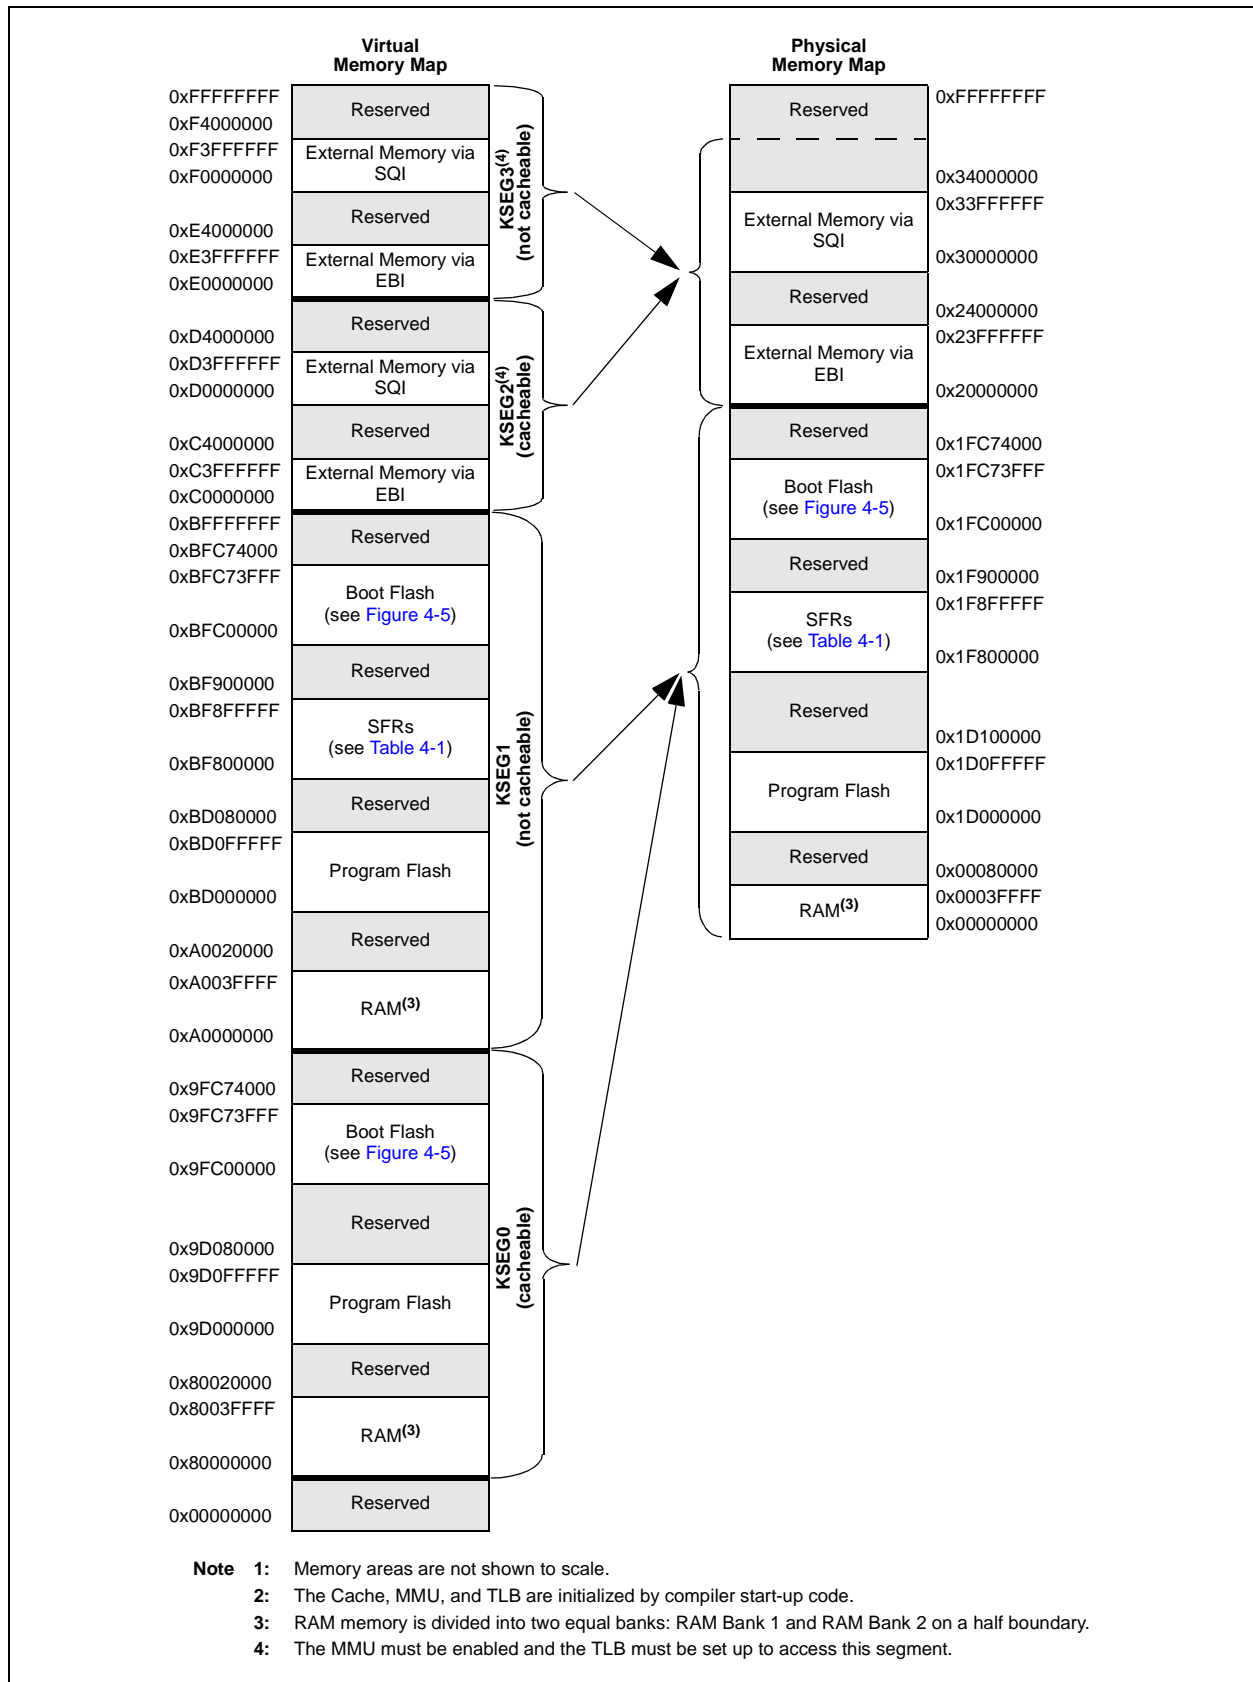 Virtual
Memory Map
0xFFFFFFFF
Reserved
0xF4000000
0xF3FFFFFF
External Memory via
SQI
0xF0000000
Reserved
0xE4000000
0xE3FFFFFF
External Memory via
EBI
0xE0000000
KSEG3(4)
(not cacheable)
Reserved
0xD4000000
0xD3FFFFFF
External Memory via
SQI
0xD0000000
Reserved
0xC4000000
0xC3FFFFFF
External Memory via
EBI
0xC0000000
KSEG2(4)
(cacheable)
0xBFFFFFFF
Reserved
0xBFC74000
0xBFC73FFF
Boot Flash
(see Figure 4-5)
0xBFC00000
Reserved
0xBF900000
0xBF8FFFFF
SFRs
(see Table 4-1)
0xBF800000
Reserved
0xBD080000
0xBD0FFFFF
Program Flash
0xBD000000
Reserved
0xA0020000
0xA003FFFF
RAM(3)
0xA0000000
KSEG1
(not cacheable)
Reserved
0x9FC74000
0x9FC73FFF
Boot Flash
(see Figure 4-5)
0x9FC00000
Reserved
0x9D080000
0x9D0FFFFF
Program Flash
0x9D000000
Reserved
0x80020000
0x8003FFFF
RAM(3)
0x80000000
KSEG0
(cacheable)
Reserved
0x00000000
Physical
Memory Map
Reserved
0xFFFFFFFF
0x34000000
0x33FFFFFF
External Memory via
SQI
0x30000000
Reserved
0x24000000
0x23FFFFFF
External Memory via
EBI
0x20000000
Reserved
0x1FC74000
0x1FC73FFF
Boot Flash
(see Figure 4-5)
0x1FC00000
Reserved
0x1F900000
0x1F8FFFFF
SFRs
(see Table 4-1)
0x1F800000
Reserved
0x1D100000
0x1D0FFFFF
Program Flash
0x1D000000
Reserved
0x00080000
0x0003FFFF
RAM(3)
0x00000000
Note 1: Memory areas are not shown to scale.
2: The Cache, MMU, and TLB are initialized by compiler start-up code.
3: RAM memory is divided into two equal banks: RAM Bank 1 and RAM Bank 2 on a half boundary.
4: The MMU must be enabled and the TLB must be set up to access this segment.